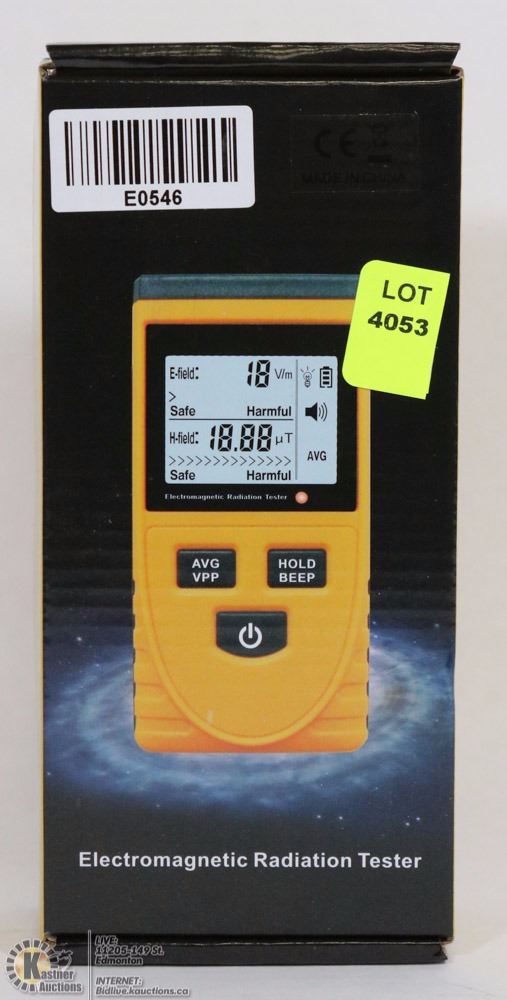 E0546
CE
MADE IN CHINA
LOT
4053
E-field: 18 V/m
>
Safe Harmful
H-field: 18.88 µT
>>>>>>>>>>>>>
Safe Harmful
AVG
Electromagnetic Radiation Tester
AVG
VPP
HOLD
BEEP
Electromagnetic Radiation Tester
Kastner
Auctions
LIVE:
11205-149 St.
Edmonton
INTERNET:
Bidlive.kauctions.ca